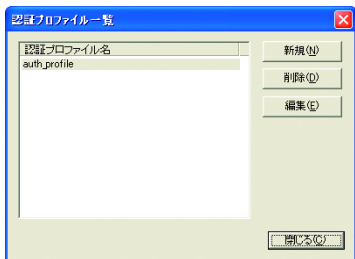 認証プロファイル一覧
認証プロファイル名
auth_profile
新規(N)
削除(D)
編集(E)
閉じる(C)